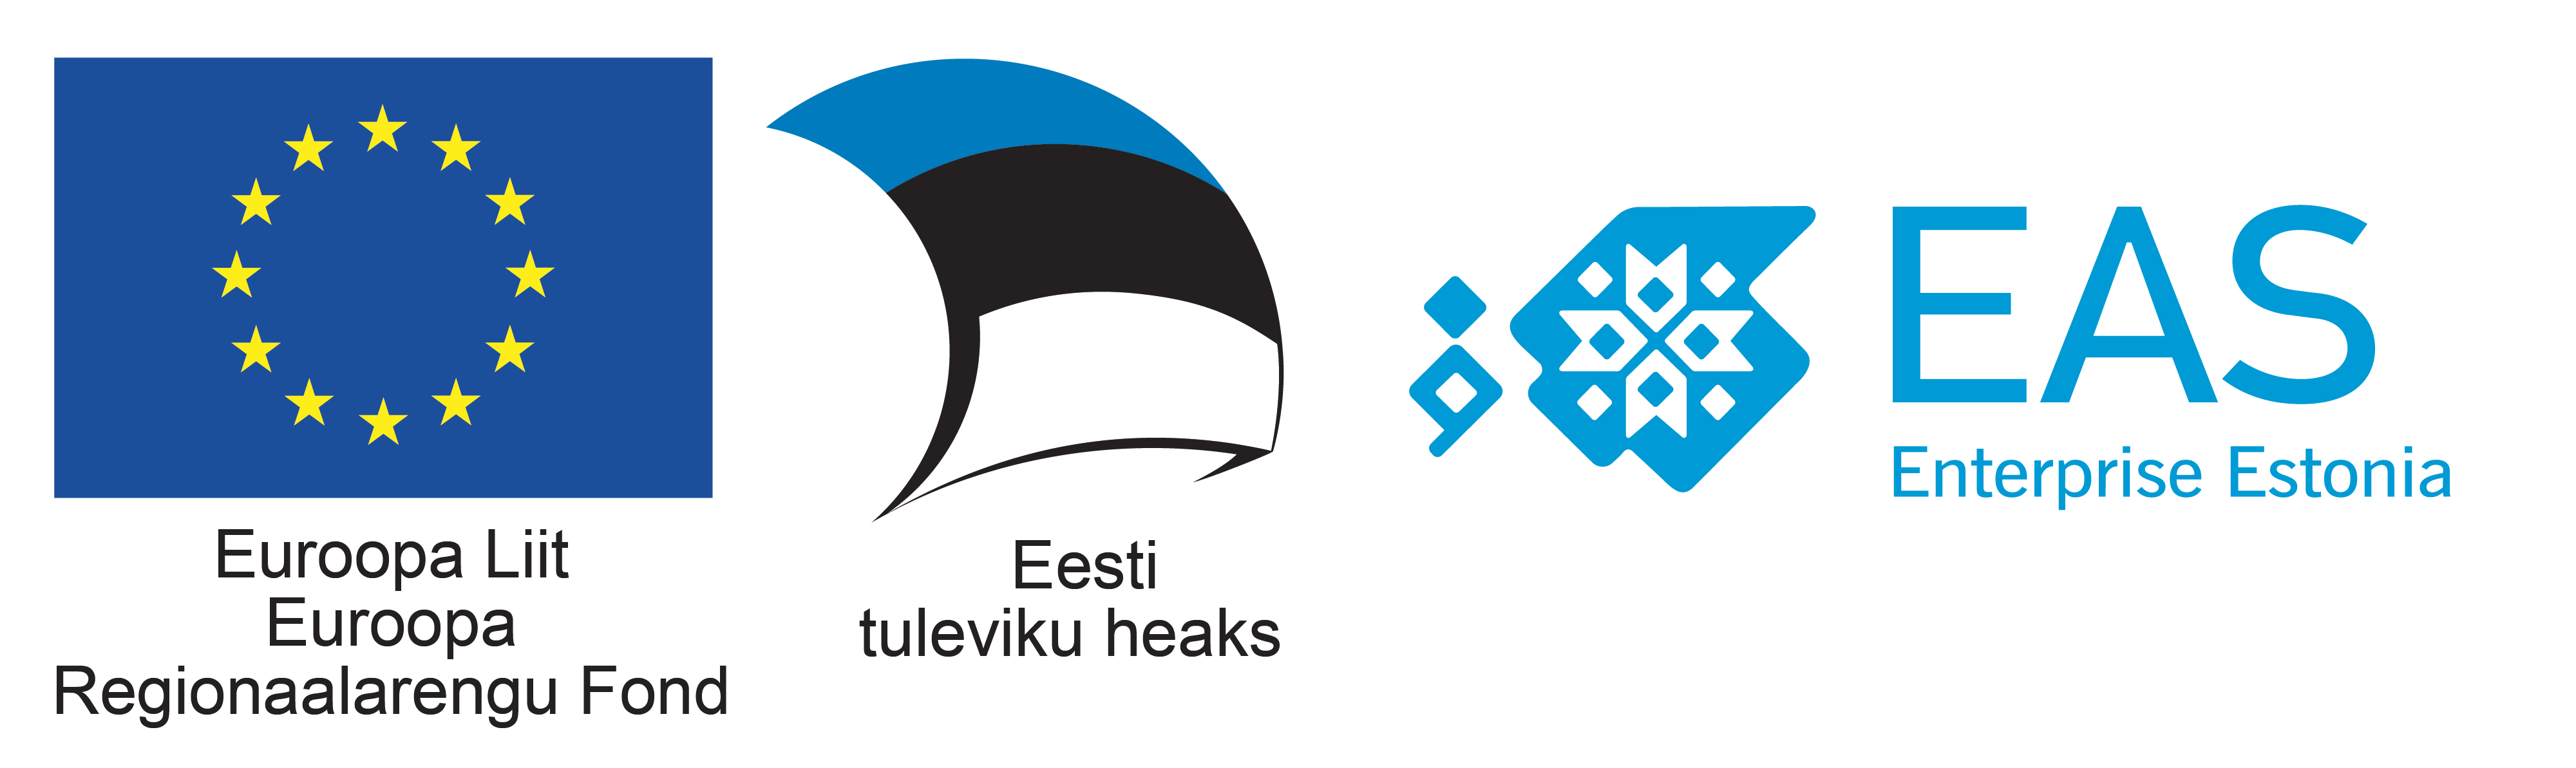 Euroopa Liit
Euroopa
Regionaalarengu Fond
Eesti
tuleviku heaks
EAS
Enterprise Estonia